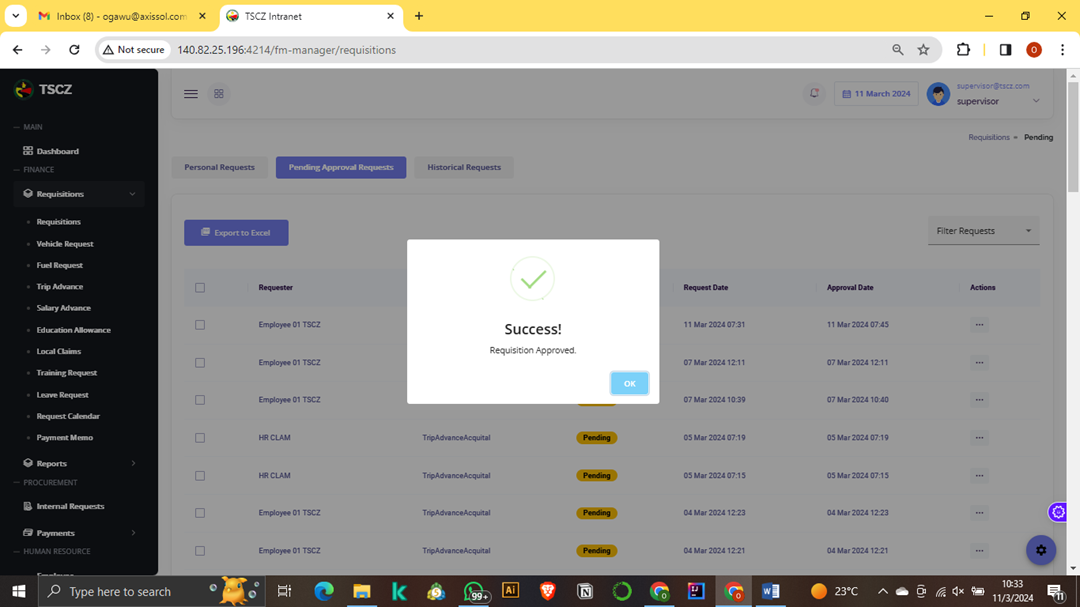 Inbox (8) - ogawu@axissol.com
TSCZ Intranet
Not secure
140.82.25.196:4214/fm-manager/requisitions
O
TSCZ
11 March 2024
supervisor@tscz.com
supervisor
MAIN
Dashboard
FINANCE
Requisitions
Requisitions
Vehicle Request
Fuel Request
Trip Advance
Salary Advance
Education Allowance
Local Claims
Training Request
Leave Request
Request Calendar
Payment Memo
Reports
PROCUREMENT
Internal Requests
Payments
HUMAN RESOURCE
Requisitions - Pending
Personal Requests
Pending Approval Requests
Historical Requests
Export to Excel
Filter Requests
Requester
Request Date
Approval Date
Actions
Employee 01 TSCZ
11 Mar 2024 07:31
11 Mar 2024 07:45
Employee 01 TSCZ
07 Mar 2024 12:11
07 Mar 2024 12:11
Employee 01 TSCZ
07 Mar 2024 10:39
07 Mar 2024 10:40
HR CLAM
TripAdvanceAcquital
Pending
05 Mar 2024 07:19
05 Mar 2024 07:19
HR CLAM
TripAdvanceAcquital
Pending
05 Mar 2024 07:15
05 Mar 2024 07:15
Employee 01 TSCZ
TripAdvanceAcquital
Pending
04 Mar 2024 12:23
04 Mar 2024 12:23
Employee 01 TSCZ
TripAdvanceAcquital
Pending
04 Mar 2024 12:21
04 Mar 2024 12:21
Success!
Requisition Approved.
OK
Type here to search
99+
Ai
23°C
10:33
11/3/2024
11